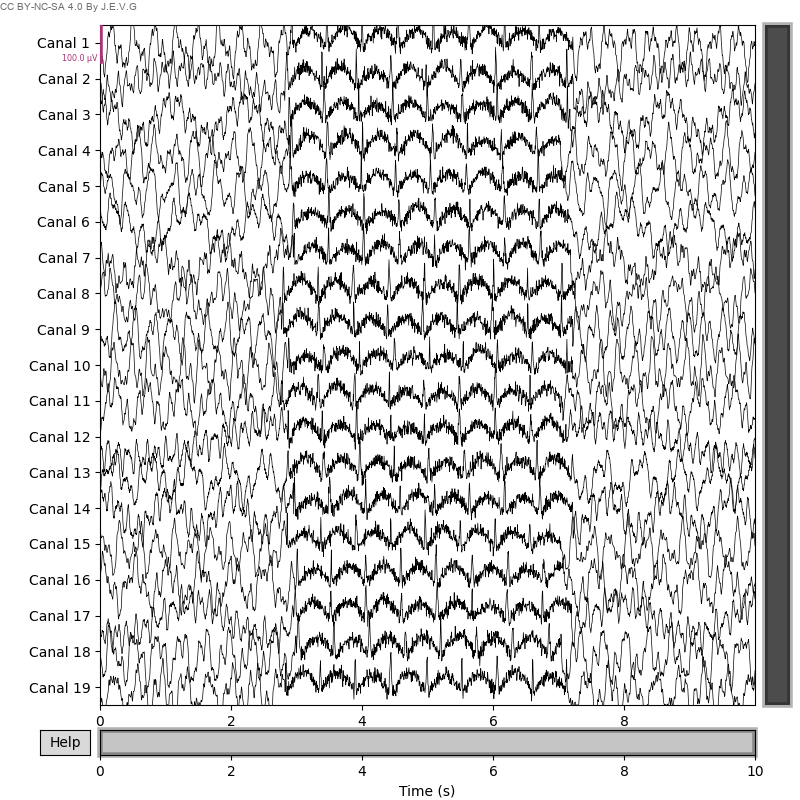 CC BY-NC-SA 4.0 By J.E.V.G
Canal 1
100.0 µV
Canal 2
Canal 3
Canal 4
Canal 5
Canal 6
Canal 7
Canal 8
Canal 9
Canal 10
Canal 11
Canal 12
Canal 13
Canal 14
Canal 15
Canal 16
Canal 17
Canal 18
Canal 19
0 2 4 6 8
Help
0 2 4 6 8 10
Time (s)